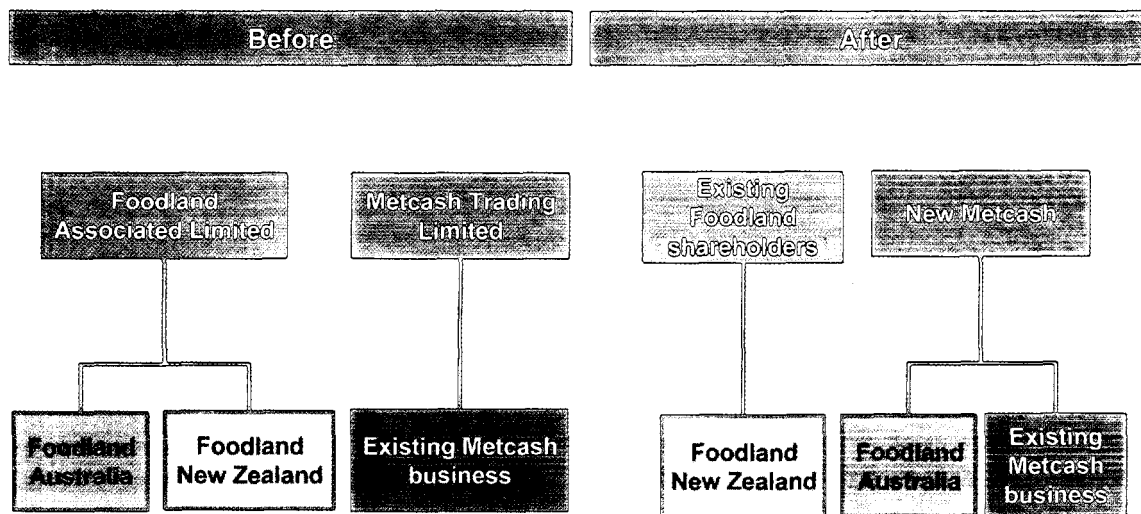 Before
After
Foodland
Associated Limited
Metcash Trading
Limited
Existing
Foodland
shareholders
New Metcash
Foodland
Australia
Foodland
New Zealand
Existing Metcash
business
Foodland
New Zealand
Foodland
Australia
Existing
Metcash
business